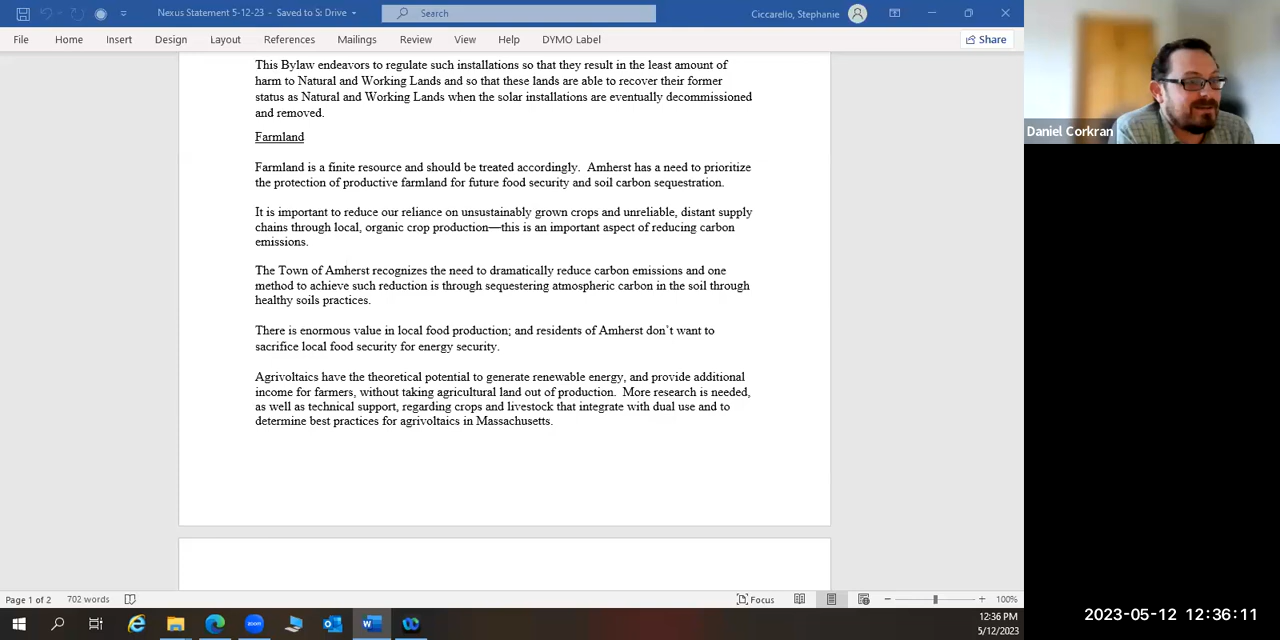 Nexus Statement 5-12-23 - Saved to S: Drive
Search
Ciccarello, Stephanie
File Home Insert Design Layout References Mailings Review View Help DYMO Label Share
This Bylaw endeavors to regulate such installations so that they result in the least amount of
harm to Natural and Working Lands and so that these lands are able to recover their former
status as Natural and Working Lands when the solar installations are eventually decommissioned
and removed.
Farmland
Farmland is a finite resource and should be treated accordingly. Amherst has a need to prioritize
the protection of productive farmland for future food security and soil carbon sequestration.
It is important to reduce our reliance on unsustainably grown crops and unreliable, distant supply
chains through local, organic crop production—this is an important aspect of reducing carbon
emissions.
The Town of Amherst recognizes the need to dramatically reduce carbon emissions and one
method to achieve such reduction is through sequestering atmospheric carbon in the soil through
healthy soils practices.
There is enormous value in local food production; and residents of Amherst don't want to
sacrifice local food security for energy security.
Agrivoltaics have the theoretical potential to generate renewable energy, and provide additional
income for farmers, without taking agricultural land out of production. More research is needed,
as well as technical support, regarding crops and livestock that integrate with dual use and to
determine best practices for agrivoltaics in Massachusetts.
Page 1 of 2 702 words Focus 100%
zoom
12:36 PM
5/12/2023
Daniel Corkran
2023-05-12 12:36:11